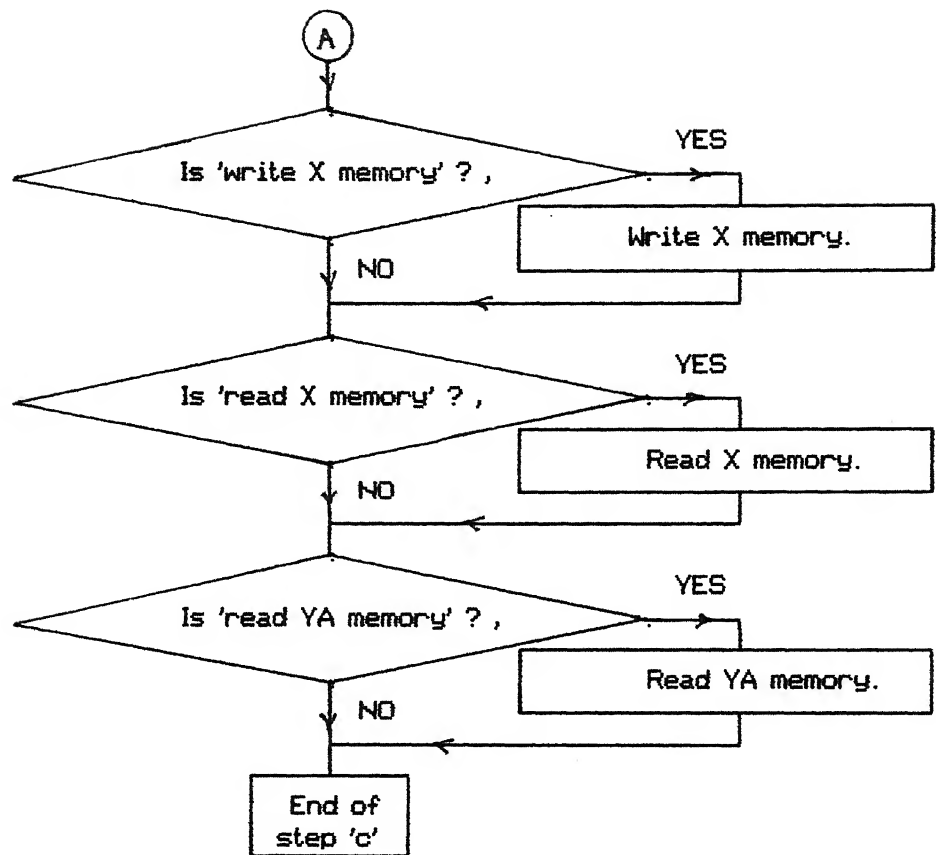 A
Is 'write X memory' ? ,
YES
Write X memory.
NO
Is 'read X memory' ? ,
YES
Read X memory.
NO
Is 'read YA memory' ? ,
YES
Read YA memory.
NO
End of
step 'c'